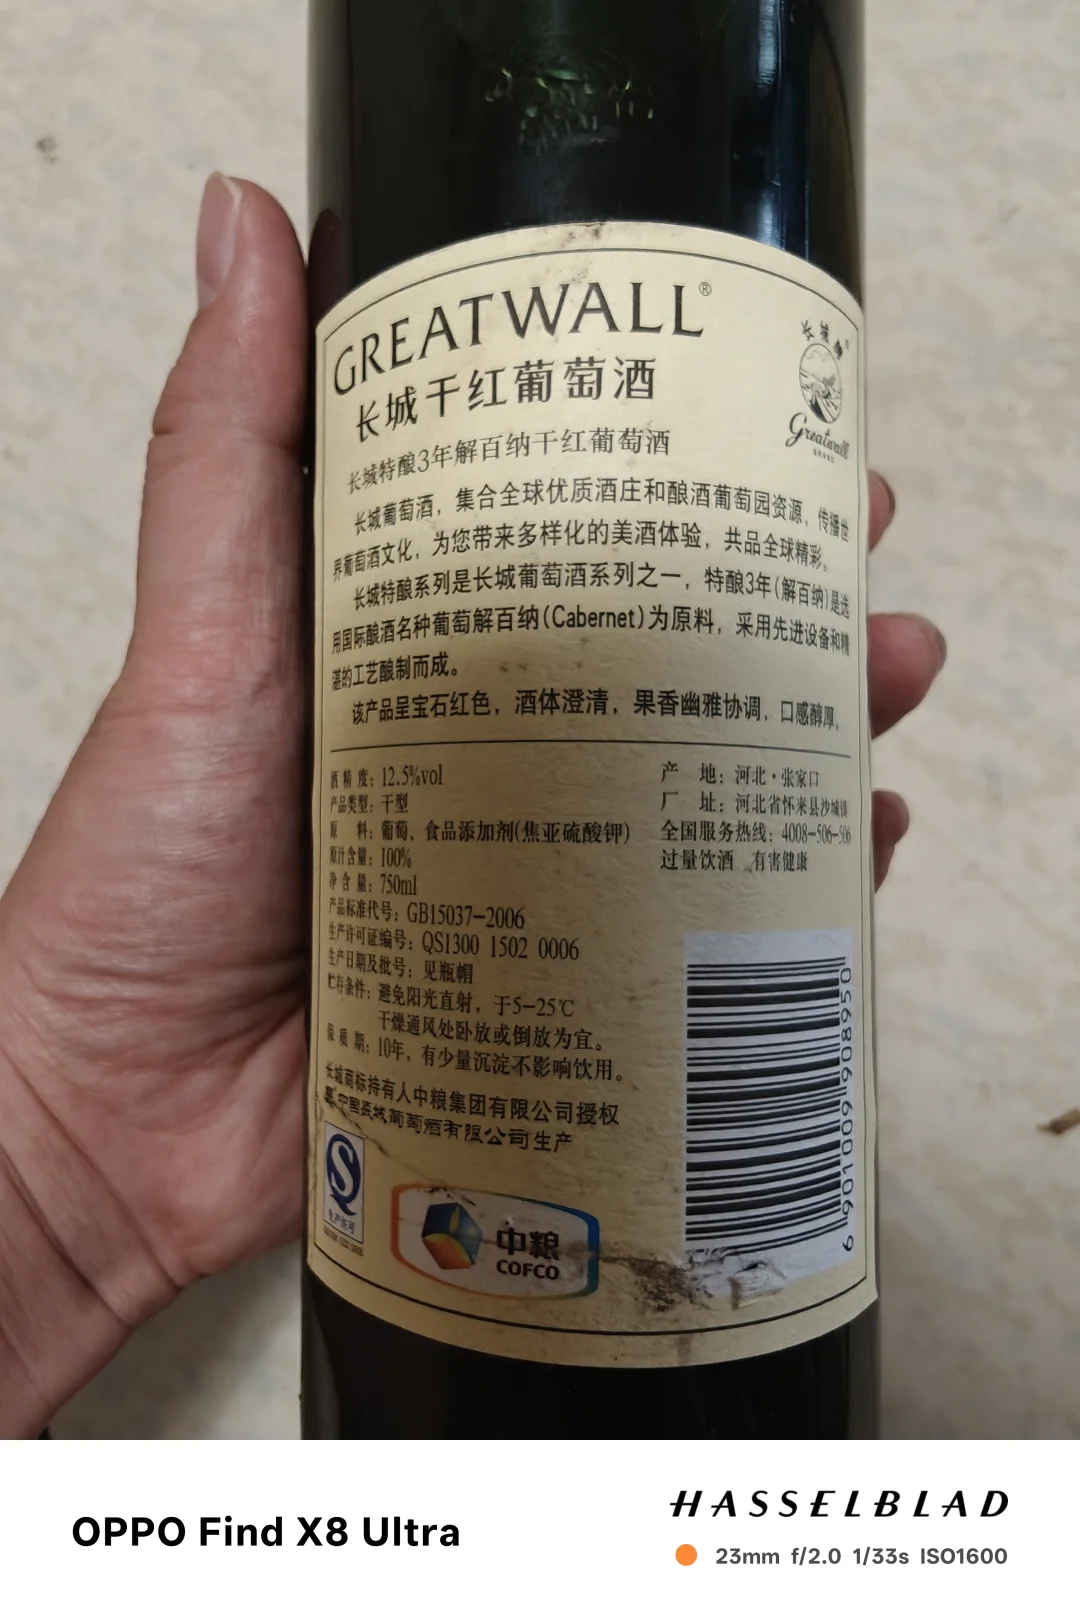 GREATWALL®
长城干红葡萄酒
长城牌®
Greatwall
BRAND
长城特酿3年解百纳干红葡萄酒
长城葡萄酒，集合全球优质酒庄和酿酒葡萄园资源，传播世
界葡萄酒文化，为您带来多样化的美酒体验，共品全球精彩。
长城特酿系列是长城葡萄酒系列之一，特酿3年(解百纳)是选
用国际酿酒名种葡萄解百纳(Cabernet)为原料，采用先进设备和精
湛的工艺酿制而成。
该产品呈宝石红色，酒体澄清，果香幽雅协调，口感醇厚。
酒 精 度：12.5%vol
产品类型：干型
原 料：葡萄、食品添加剂(焦亚硫酸钾)
原汁含量：100%
净 含 量：750ml
产品标准代号：GB15037-2006
生产许可证编号：QS1300 1502 0006
生产日期及批号：见瓶帽
贮存条件：避免阳光直射，于5-25℃
干燥通风处卧放或倒放为宜。
保 质 期：10年，有少量沉淀不影响饮用。
长城商标持有人中粮集团有限公司授权
中国长城葡萄酒有限公司生产
产 地：河北·张家口
厂 址：河北省怀来县沙城镇
全国服务热线：4008-506-506
过量饮酒 有害健康
6 901009 908950
生产许可
中粮
COFCO
OPPO Find X8 Ultra
HASSELBLAD
23mm f/2.0 1/33s ISO1600